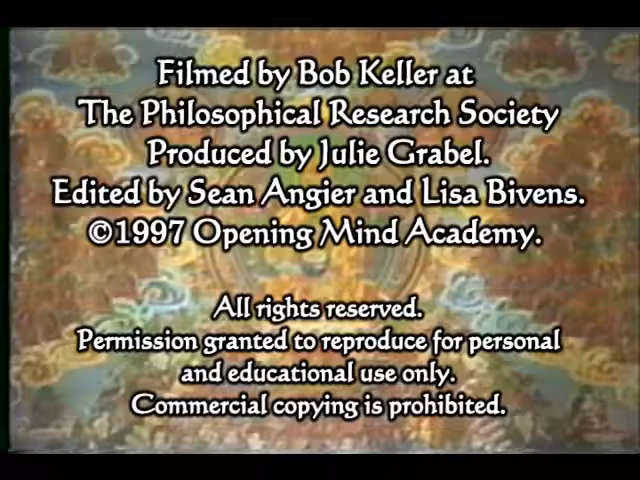 Filmed by Bob Keller at
The Philosophical Research Society
Produced by Julie Grabel.
Edited by Sean Angier and Lisa Bivens.
©1997 Opening Mind Academy.
All rights reserved.
Permission granted to reproduce for personal
and educational use only.
Commercial copying is prohibited.